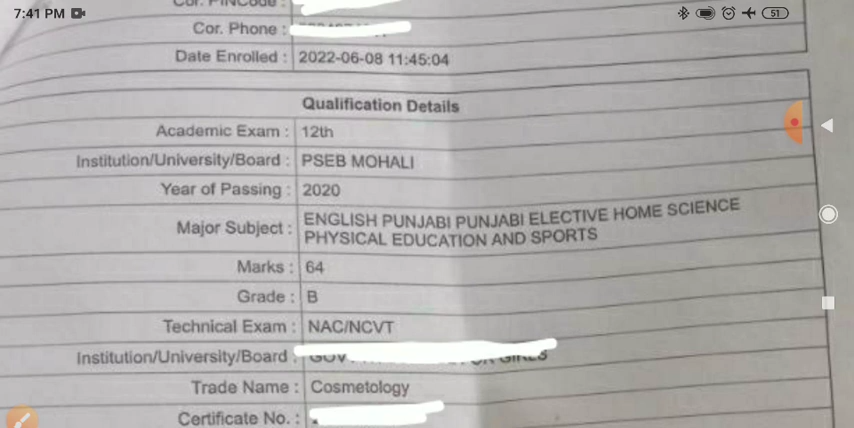 7:41 PM
51
Cor. PINCode :
Cor. Phone :
Date Enrolled : 2022-06-08 11:45:04
Qualification Details
Academic Exam : 12th
Institution/University/Board : PSEB MOHALI
Year of Passing : 2020
Major Subject : ENGLISH PUNJABI PUNJABI ELECTIVE HOME SCIENCE
PHYSICAL EDUCATION AND SPORTS
Marks : 64
Grade : B
Technical Exam : NAC/NCVT
Institution/University/Board :
Trade Name : Cosmetology
Certificate No. :